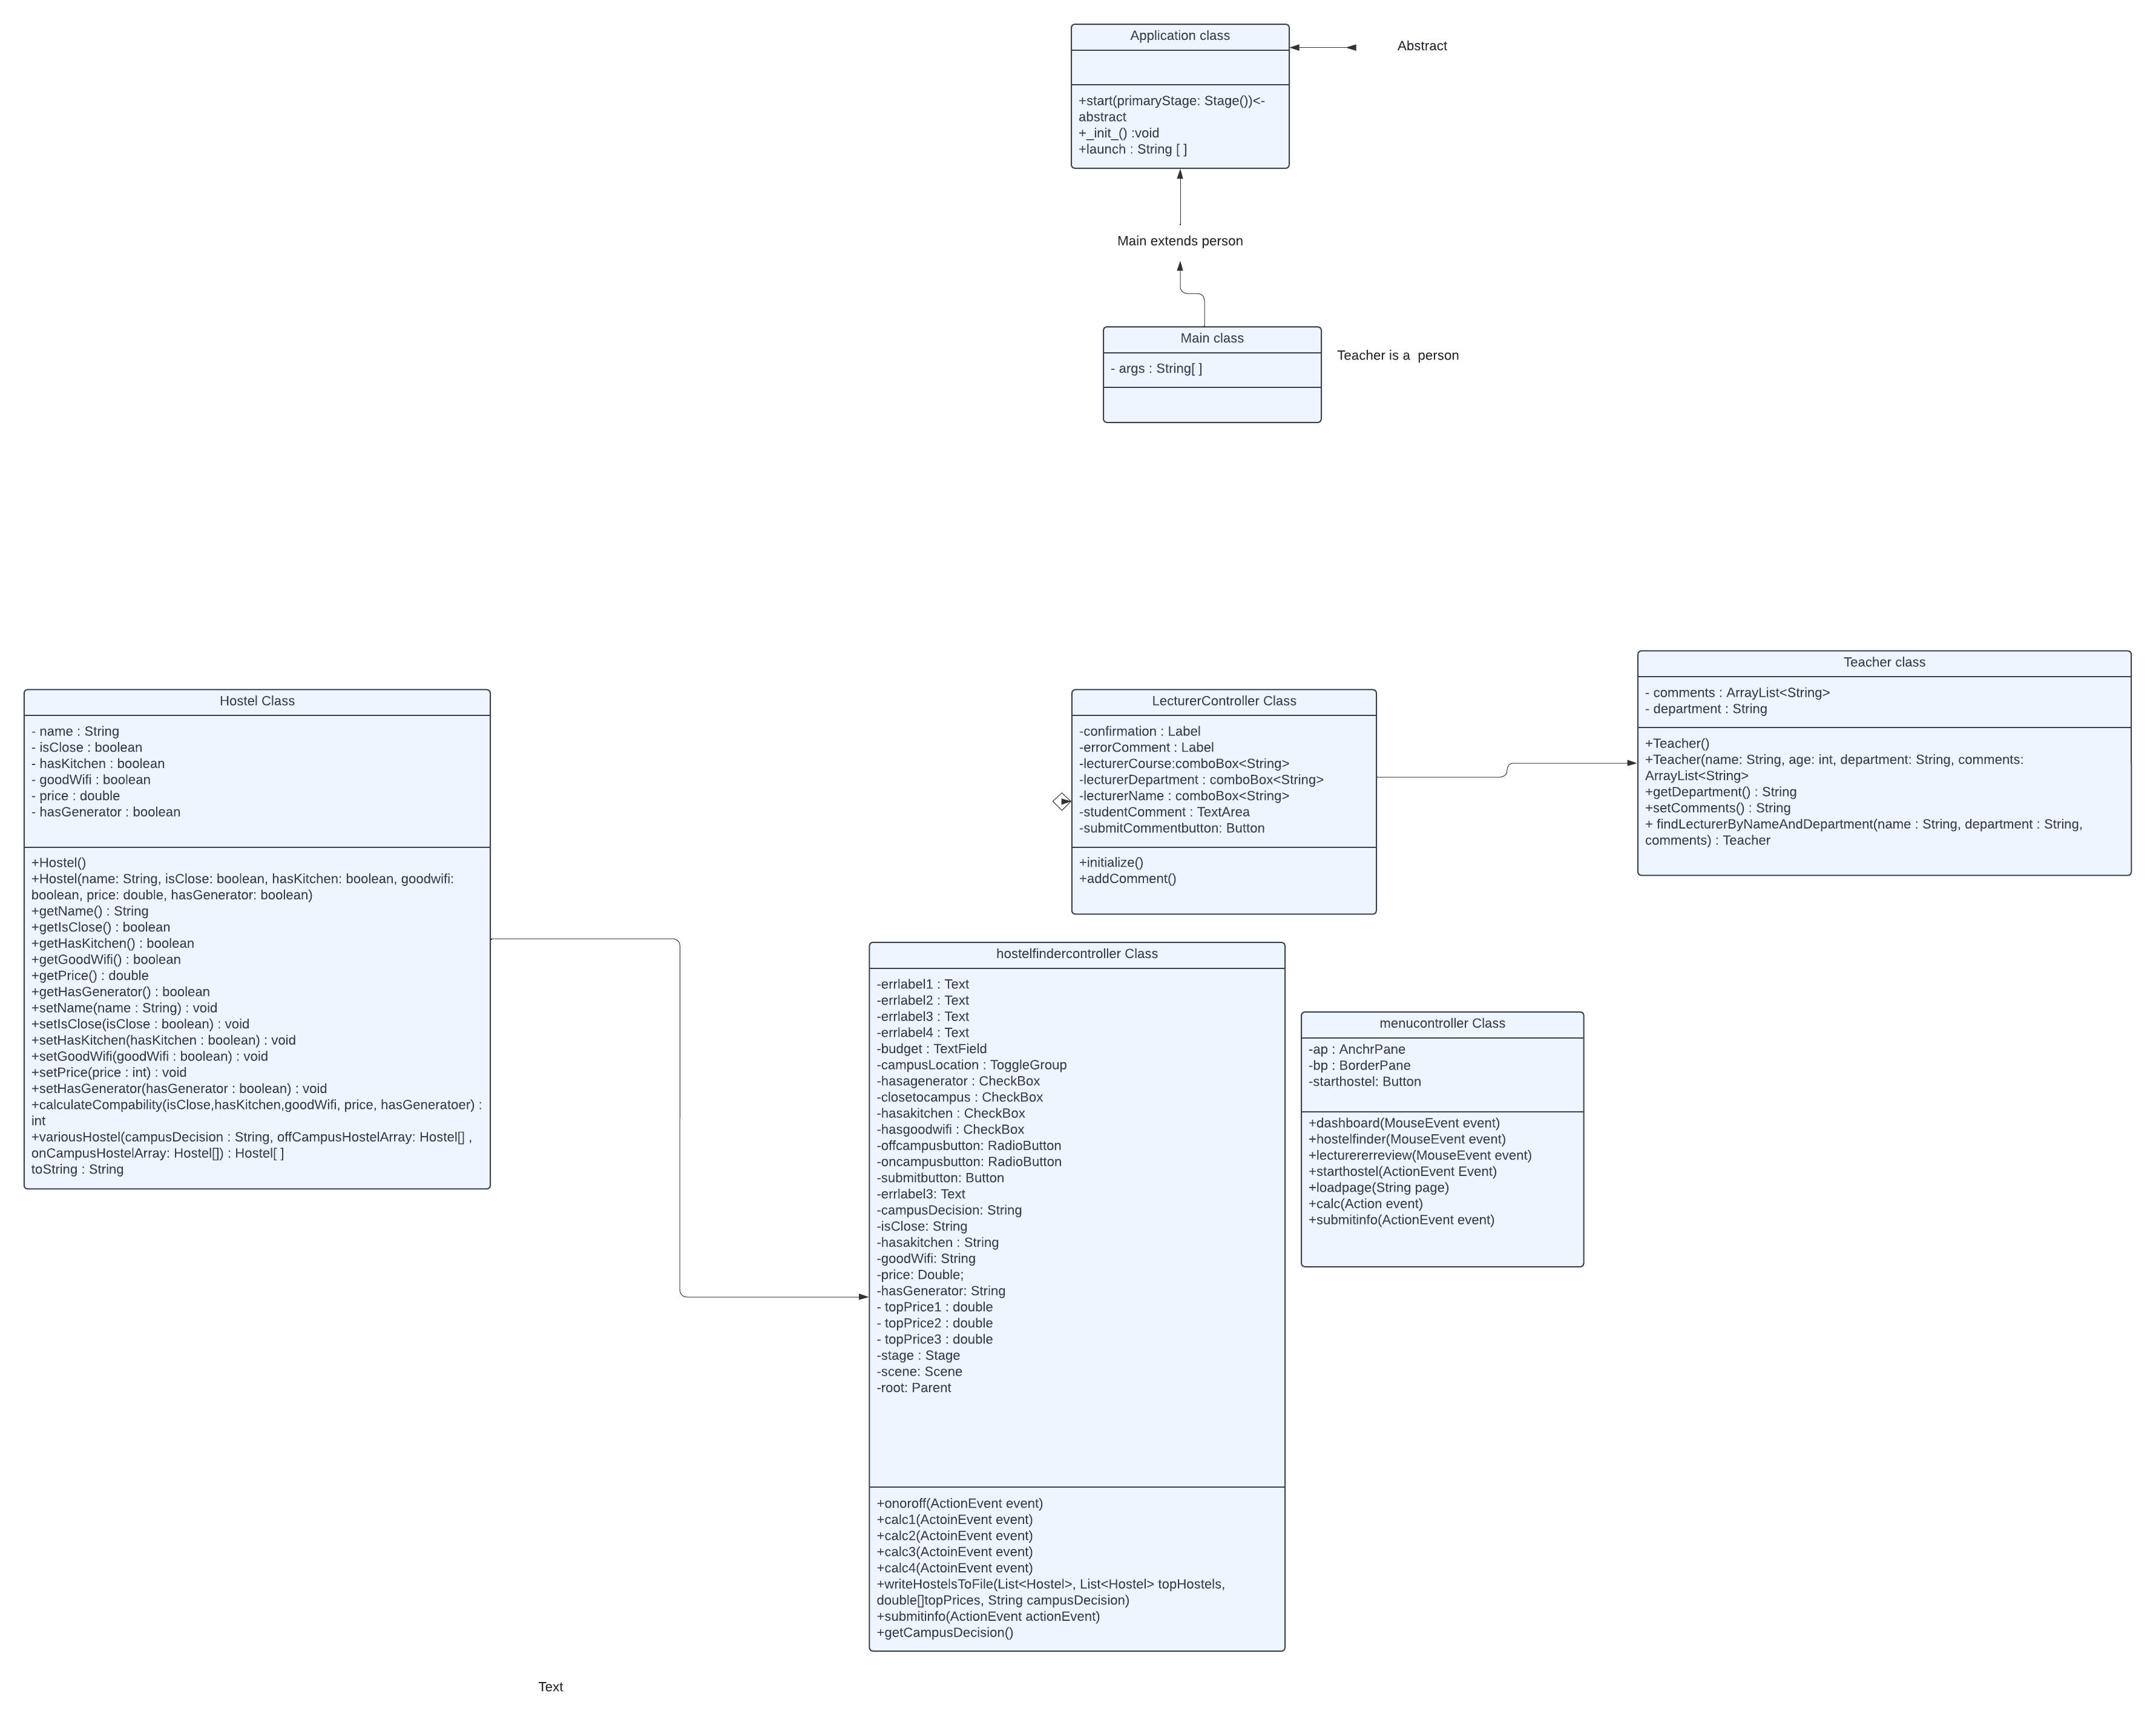 Application class
Abstract
+start(primaryStage: Stage())<-
abstract
+_init_() :void
+launch : String [ ]
Main extends person
Main class
- args : String[ ]
Teacher is a  person
Hostel Class
- name : String
- isClose : boolean
- hasKitchen : boolean
- goodWifi : boolean
- price : double
- hasGenerator : boolean
+Hostel()
+Hostel(name: String, isClose: boolean, hasKitchen: boolean, goodwifi:
boolean, price: double, hasGenerator: boolean)
+getName() : String
+getIsClose() : boolean
+getHasKitchen() : boolean
+getGoodWifi() : boolean
+getPrice() : double
+getHasGenerator() : boolean
+setName(name : String) : void
+setIsClose(isClose : boolean) : void
+setHasKitchen(hasKitchen : boolean) : void
+setGoodWifi(goodWifi : boolean) : void
+setPrice(price : int) : void
+setHasGenerator(hasGenerator : boolean) : void
+calculateCompability(isClose,hasKitchen,goodWifi, price, hasGeneratoer) :
int
+variousHostel(campusDecision : String, offCampusHostelArray: Hostel[] ,
onCampusHostelArray: Hostel[]) : Hostel[ ]
toString : String
LecturerController Class
-confirmation : Label
-errorComment : Label
-lecturerCourse:comboBox<String>
-lecturerDepartment : comboBox<String>
-lecturerName : comboBox<String>
-studentComment : TextArea
-submitCommentbutton: Button
+initialize()
+addComment()
Teacher class
- comments : ArrayList<String>
- department : String
+Teacher()
+Teacher(name: String, age: int, department: String, comments:
ArrayList<String>
+getDepartment() : String
+setComments() : String
+ findLecturerByNameAndDepartment(name : String, department : String,
comments) : Teacher
hostelfindercontroller Class
-errlabel1 : Text
-errlabel2 : Text
-errlabel3 : Text
-errlabel4 : Text
-budget : TextField
-campusLocation : ToggleGroup
-hasagenerator : CheckBox
-closetocampus : CheckBox
-hasakitchen : CheckBox
-hasgoodwifi : CheckBox
-offcampusbutton: RadioButton
-oncampusbutton: RadioButton
-submitbutton: Button
-errlabel3: Text
-campusDecision: String
-isClose: String
-hasakitchen : String
-goodWifi: String
-price: Double;
-hasGenerator: String
- topPrice1 : double
- topPrice2 : double
- topPrice3 : double
-stage : Stage
-scene: Scene
-root: Parent
+onoroff(ActionEvent event)
+calc1(ActoinEvent event)
+calc2(ActoinEvent event)
+calc3(ActoinEvent event)
+calc4(ActoinEvent event)
+writeHostelsToFile(List<Hostel>, List<Hostel> topHostels,
double[]topPrices, String campusDecision)
+submitinfo(ActionEvent actionEvent)
+getCampusDecision()
menucontroller Class
-ap : AnchrPane
-bp : BorderPane
-starthostel: Button
+dashboard(MouseEvent event)
+hostelfinder(MouseEvent event)
+lecturerreview(MouseEvent event)
+starthostel(ActionEvent Event)
+loadpage(String page)
+calc(Action event)
+submitinfo(ActionEvent event)
Text